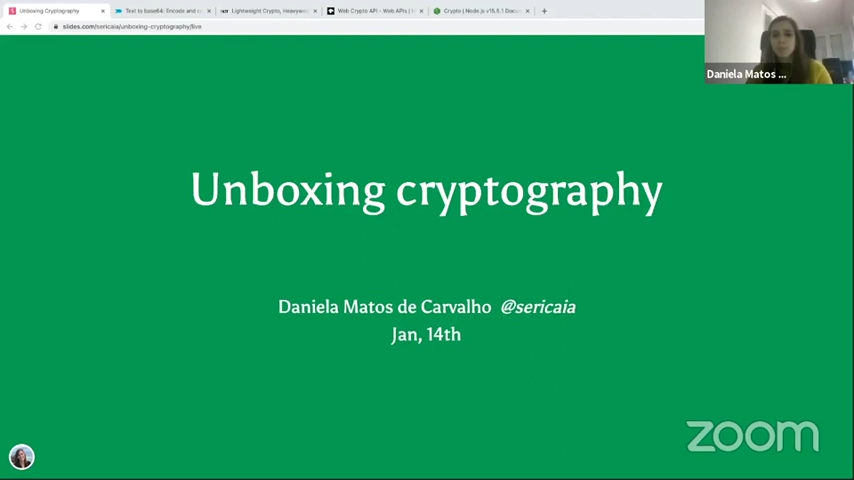 Unboxing Cryptography
Text to base64: Encode and
Lightweight Crypto, Heavyweig
Web Crypto API - Web APIs |
Crypto | Node.js v15.5.1 Docum
slides.com/sericaia/unboxing-cryptography/live
Daniela Matos ...
Unboxing cryptography
Daniela Matos de Carvalho @sericaia
Jan, 14th
zoom